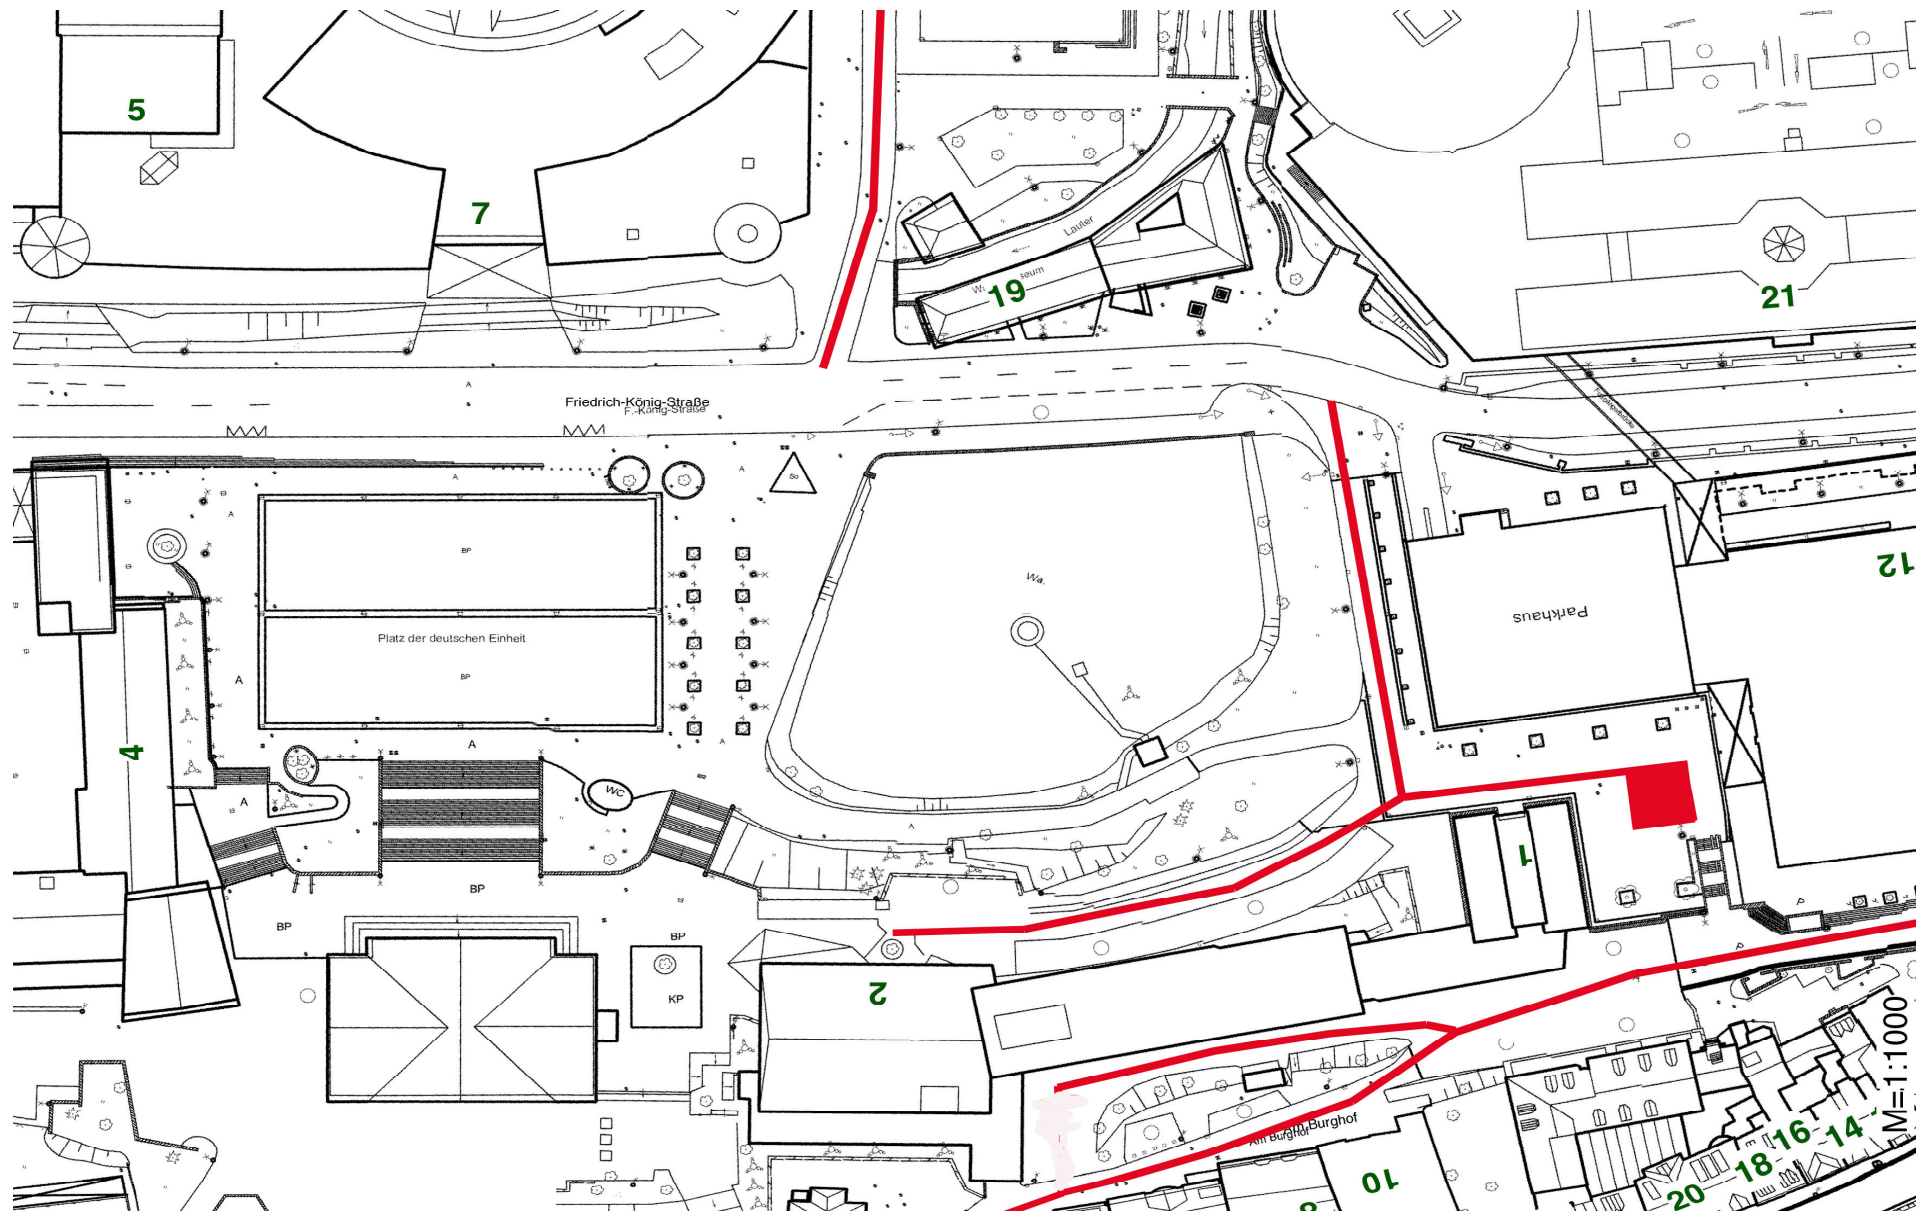 5
7
Lauter
19
21
Friedrich-König-Straße
F.-König-Straße
A
A
A
A
So
BP
Wa.
12
Parkhaus
Platz der deutschen Einheit
BP
A
4
A
A
A
WC
A
1
BP
BP
BP
P
P
2
KP
M=1:1000
Am Burghof
Am Burghof
16
14
18
10
20
8